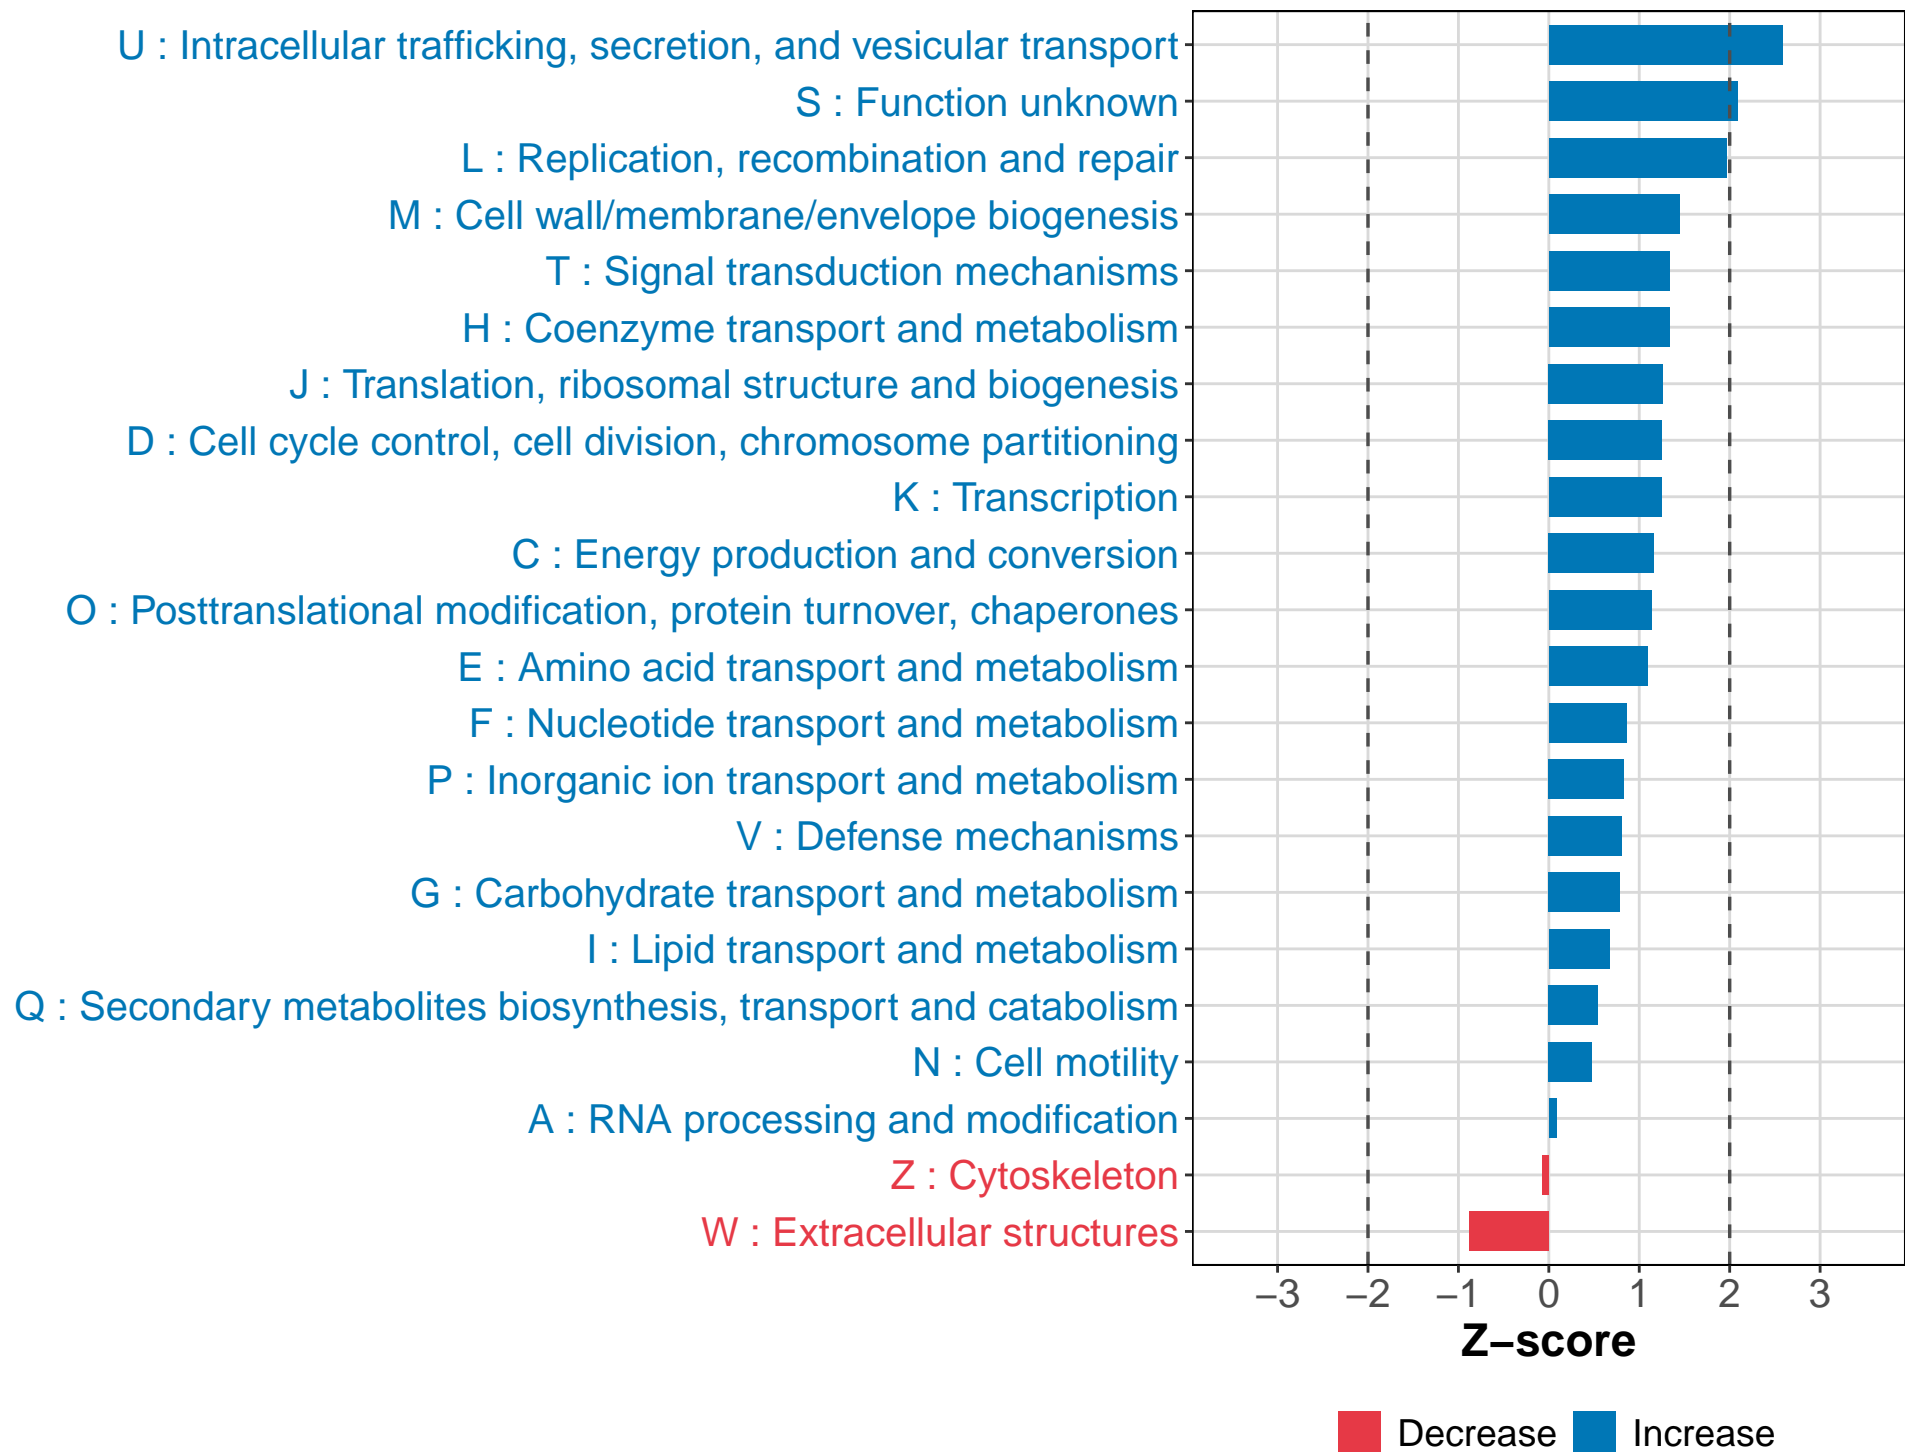 U : Intracellular trafficking, secretion, and vesicular transport
S : Function unknown
L : Replication, recombination and repair
M : Cell wall/membrane/envelope biogenesis
T : Signal transduction mechanisms
H : Coenzyme transport and metabolism
J : Translation, ribosomal structure and biogenesis
D : Cell cycle control, cell division, chromosome partitioning
K : Transcription
C : Energy production and conversion
O : Posttranslational modification, protein turnover, chaperones
E : Amino acid transport and metabolism
F : Nucleotide transport and metabolism
P : Inorganic ion transport and metabolism
V : Defense mechanisms
G : Carbohydrate transport and metabolism
I : Lipid transport and metabolism
Q : Secondary metabolites biosynthesis, transport and catabolism
N : Cell motility
A : RNA processing and modification
Z : Cytoskeleton
W : Extracellular structures
−3 −2 −1 0 1 2 3
Z−score
Decrease Increase